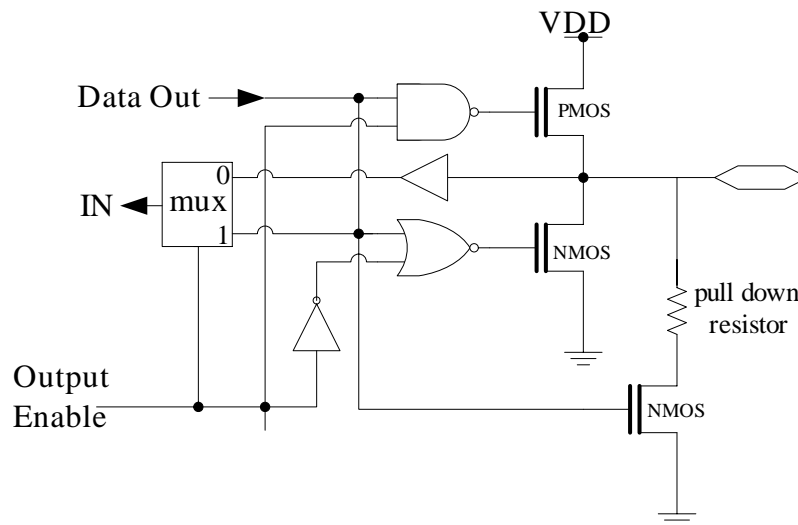 VDD
Data Out
PMOS
0
mux
IN
1
NMOS
pull down
resistor
Output
Enable
NMOS